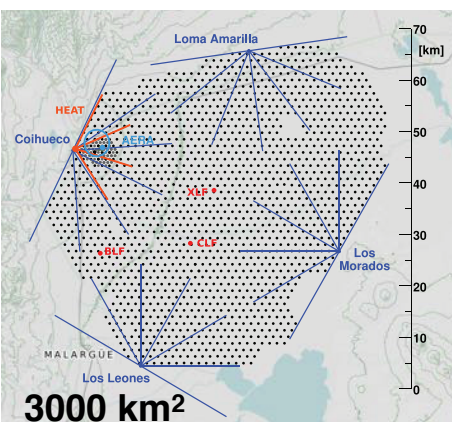 Loma Amarilla
70
[km]
60
HEAT
50
Coihueco
AERA
40
XLF
30
CLF
BLF
Los
Morados
20
10
MALARGÜE
Los Leones
0
3000 km²